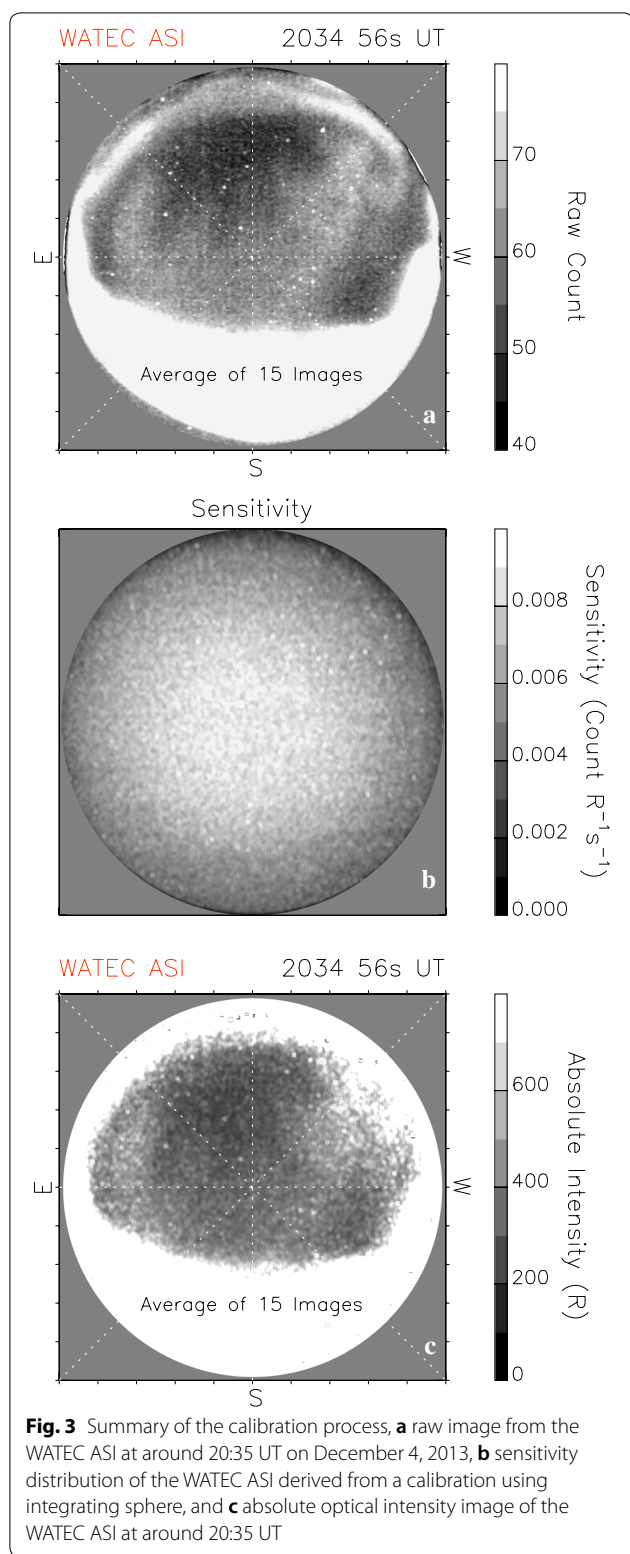 WATEC ASI 2034 56s UT
E
W
S
Average of 15 Images
a
70
60
50
40
Raw Count
Sensitivity
b
0.008
0.006
0.004
0.002
0.000
Sensitivity (Count R⁻¹s⁻¹)
WATEC ASI 2034 56s UT
E
W
S
Average of 15 Images
c
600
400
200
0
Absolute Intensity (R)
Fig. 3 Summary of the calibration process, a raw image from the
WATEC ASI at around 20:35 UT on December 4, 2013, b sensitivity
distribution of the WATEC ASI derived from a calibration using
integrating sphere, and c absolute optical intensity image of the
WATEC ASI at around 20:35 UT